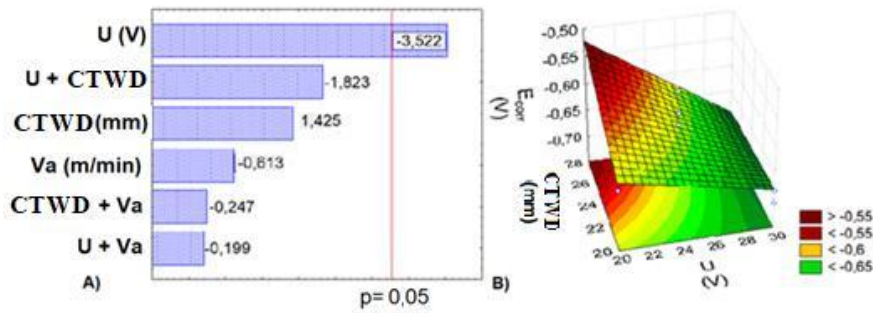 U (V)
-3,522
U + CTWD
-1,823
CTWD(mm)
1,425
Va (m/min)
-0,613
CTWD + Va
-0,247
U + Va
-0,199
A)
p= 0,05
-0,50
-0,55
-0,60
-0,65
-0,70
E corr
(V)
28
26
24
22
20
CTWD
(mm)
20
22
24
26
28
30
U
(V)
> -0,55
< -0,55
< -0,6
< -0,65
B)